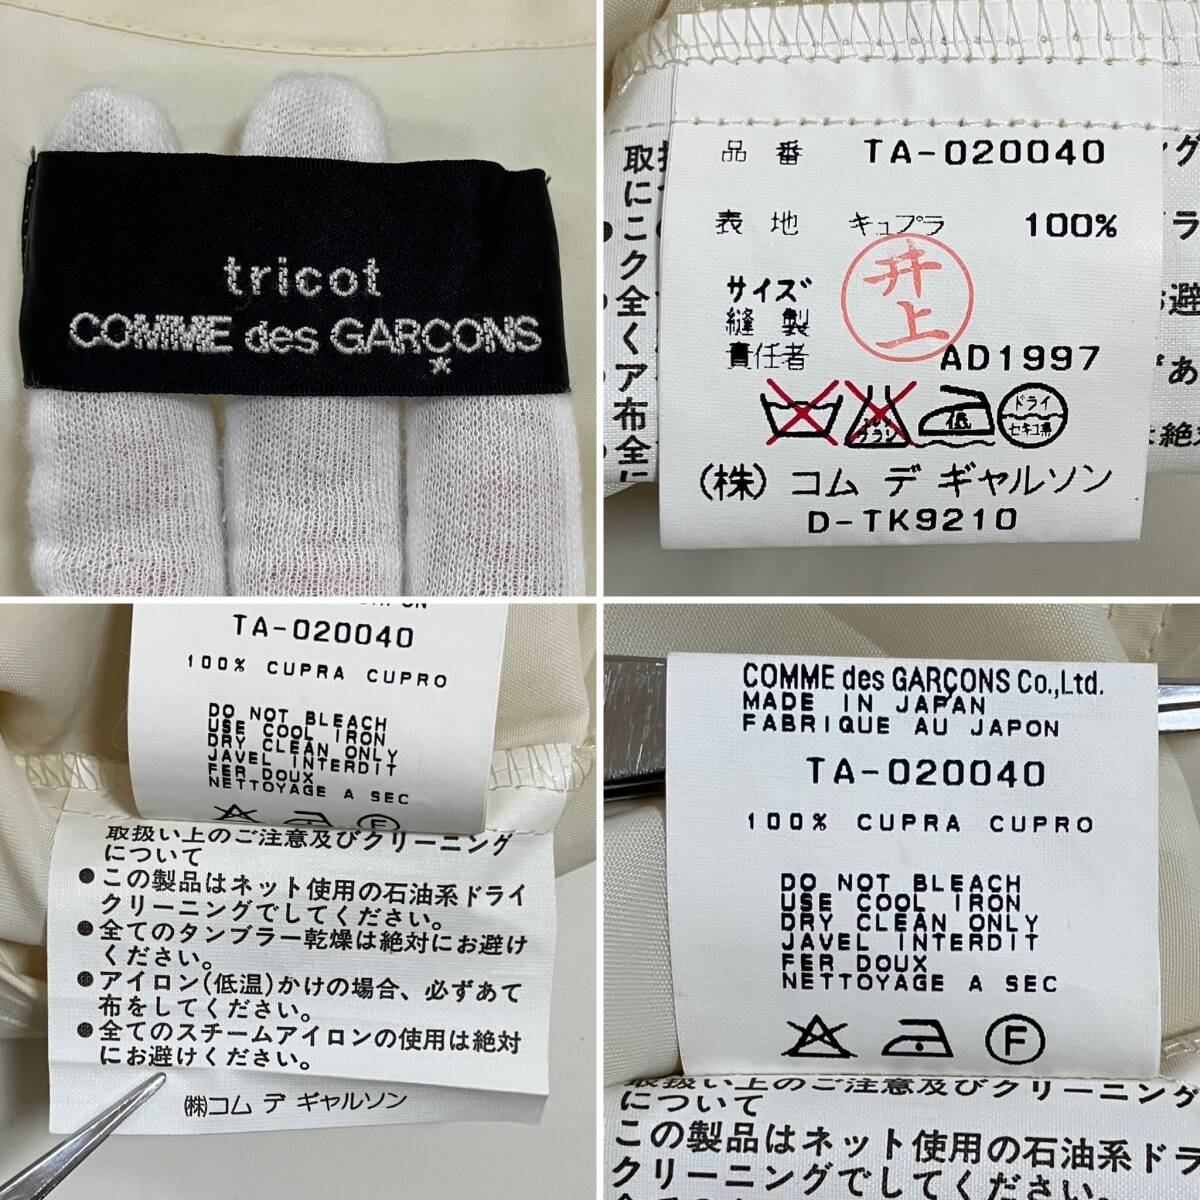 tricot
COMME des GARÇONS
品番 TA-020040
表地 キュプラ 100%
サイズ
縫製
責任者
井上
AD1997
ドライ
セキユ系
低
(株) コム デ ギャルソン
D-TK9210
TA-020040
100% CUPRA CUPRO
DO NOT BLEACH
USE COOL IRON
DRY CLEAN ONLY
JAVEL INTERDIT
FER DOUX
NETTOYAGE A SEC
F
取扱い上のご注意及びクリーニング
について
●この製品はネット使用の石油系ドライ
クリーニングでしてください。
●全てのタンブラー乾燥は絶対にお避け
ください。
●アイロン(低温)かけの場合、必ずあて
布をしてください。
●全てのスチームアイロンの使用は絶対
にお避けください。
㈱コム デ ギャルソン
COMME des GARÇONS Co.,Ltd.
MADE IN JAPAN
FABRIQUE AU JAPON
TA-020040
100% CUPRA CUPRO
DO NOT BLEACH
USE COOL IRON
DRY CLEAN ONLY
JAVEL INTERDIT
FER DOUX
NETTOYAGE A SEC
F
取扱い上のご注意及びクリーニング
について
この製品はネット使用の石油系ドラ
クリーニングでしてください